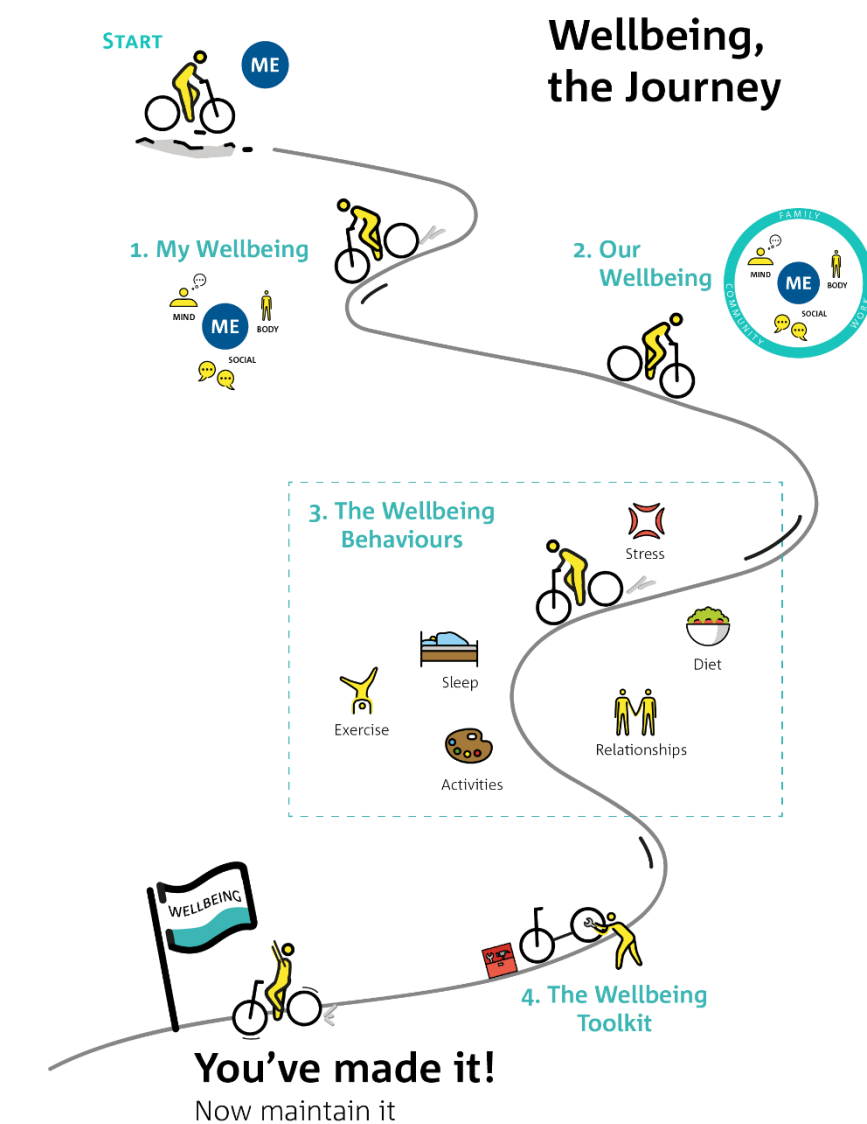 Wellbeing,
the Journey
START
ME
1. My Wellbeing
MIND
ME
BODY
SOCIAL
2. Our
Wellbeing
FAMILY
MIND
ME
BODY
SOCIAL
COMMUNITY
WORK
3. The Wellbeing
Behaviours
Stress
Diet
Sleep
Exercise
Relationships
Activities
WELLBEING
4. The Wellbeing
Toolkit
You've made it!
Now maintain it